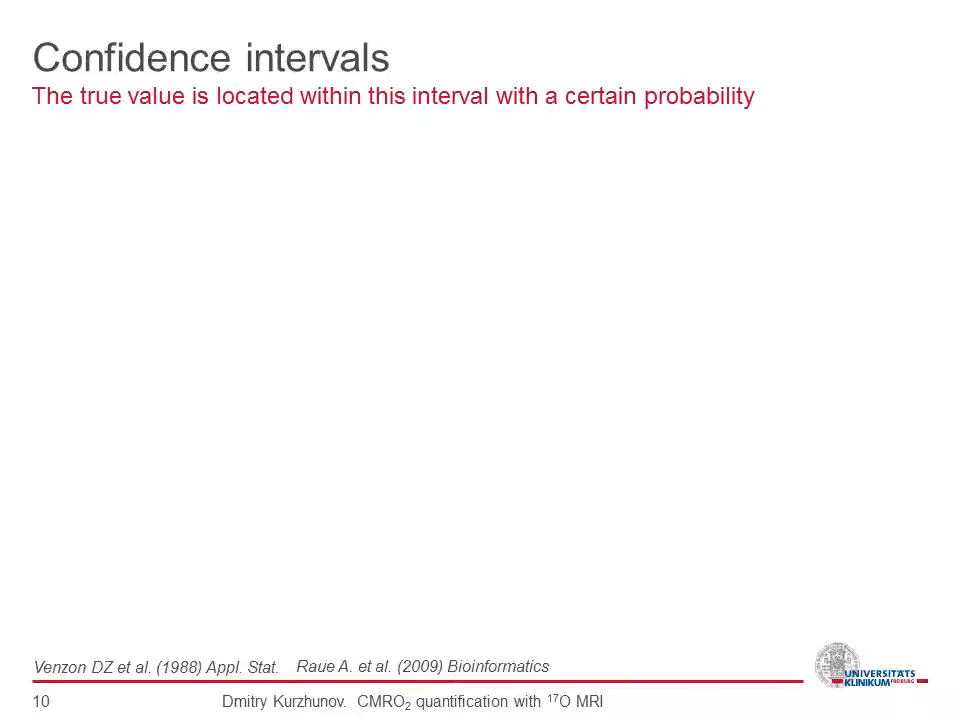 Confidence intervals
The true value is located within this interval with a certain probability
Venzon DZ et al. (1988) Appl. Stat. Raue A. et al. (2009) Bioinformatics
UNIVERSITÄTS
KLINIKUM FREIBURG
10 Dmitry Kurzhunov. CMRO₂ quantification with ¹⁷O MRI